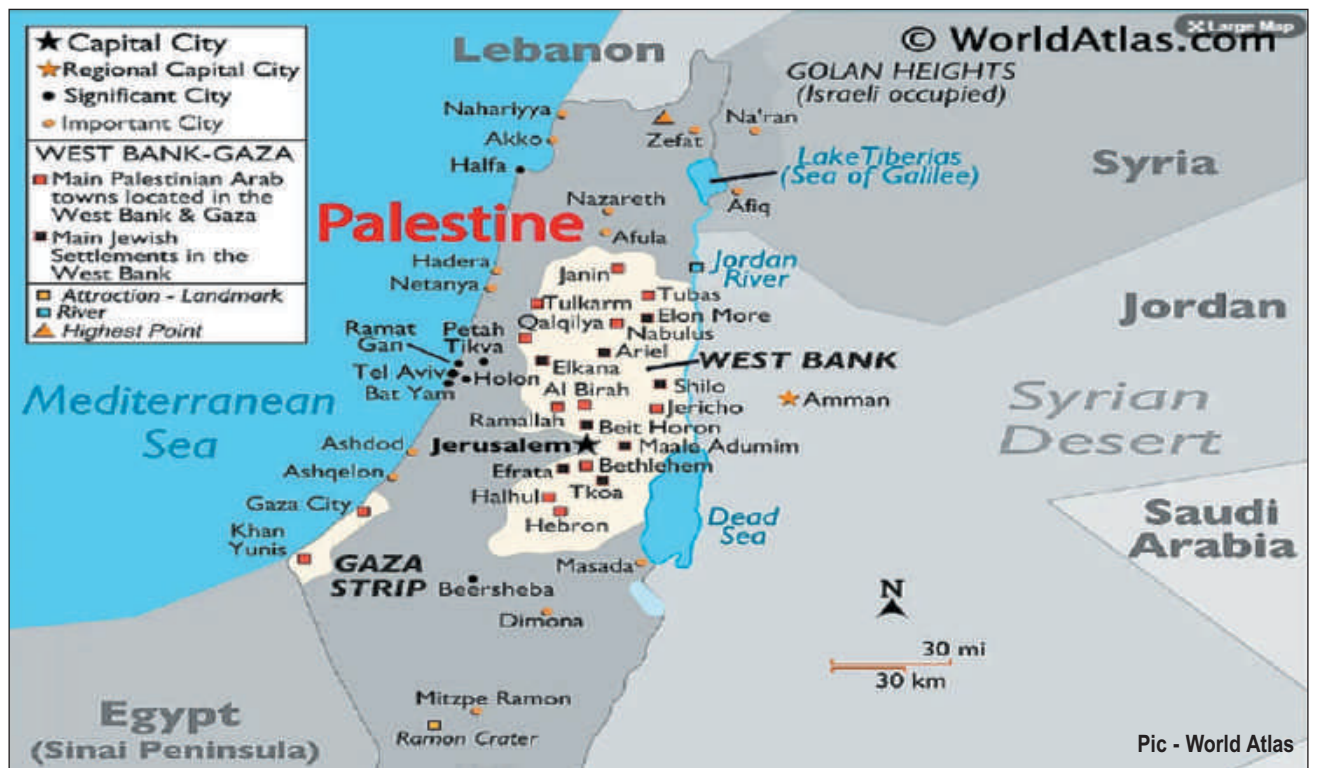 Capital City
Regional Capital City
Significant City
Important City
WEST BANK-GAZA
Main Palestinian Arab
towns located in the
West Bank & Gaza
Main Jewish
Settlements in the
West Bank
Attraction - Landmark
River
Highest Point
Large Map
© WorldAtlas.com
Lebanon
GOLAN HEIGHTS
(Israeli occupied)
Nahariyya
Akko
Halfa
Zefat
Na'ran
Lake Tiberias
(Sea of Galilee)
Syria
Nazareth
Afiq
Palestine
Afula
Hadera
Netanya
Janin
Jordan
River
Tulkarm
Tubas
Elon More
Jordan
Qalqilya
Nabulus
Ramat
Gan
Petah
Tikva
Ariel
WEST BANK
Elkana
Tel Aviv
Holon
Bat Yam
Al Birah
Shilo
Jericho
Amman
Mediterranean
Sea
Syrian
Desert
Ramallah
Beit Horon
Ashdod
Jerusalem
Maale Adumim
Ashqelon
Efrata
Bethlehem
Gaza City
Halhul
Tkoa
Hebron
Dead
Sea
Saudi
Arabia
Khan
Yunis
GAZA
STRIP
Masada
Beersheba
Dimona
N
30 mi
30 km
Mitzpe Ramon
Ramon Crater
Egypt
(Sinai Peninsula)
Pic - World Atlas